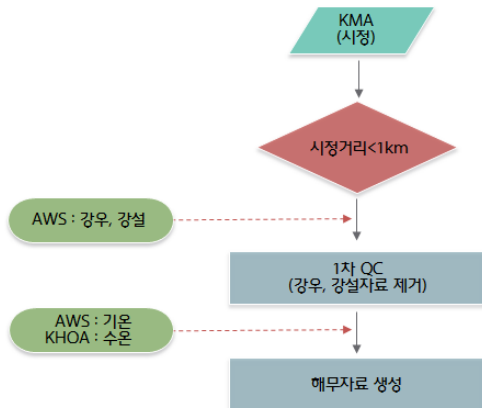 KMA
(시정)
시정거리<1km
AWS : 강우, 강설
1차 QC
(강우, 강설자료 제거)
AWS : 기온
KHOA : 수온
해무자료 생성